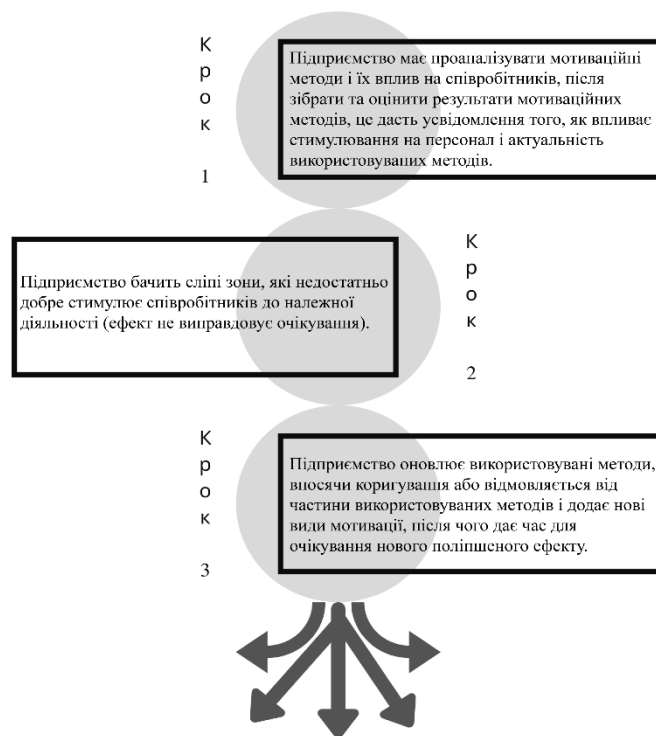 Крок 1
Підприємство має проаналізувати мотиваційні
методи і їх вплив на співробітників, після
зібрати та оцінити результати мотиваційних
методів, це дасть усвідомлення того, як впливає
стимулювання на персонал і актуальність
використовуваних методів.
Крок 2
Підприємство бачить сліпі зони, які недостатньо
добре стимулює співробітників до належної
діяльності (ефект не виправдовує очікування).
Крок 3
Підприємство оновлює використовувані методи,
вносячи коригування або відмовляється від
частини використовуваних методів і додає нові
види мотивації, після чого дає час для
очікування нового поліпшеного ефекту.